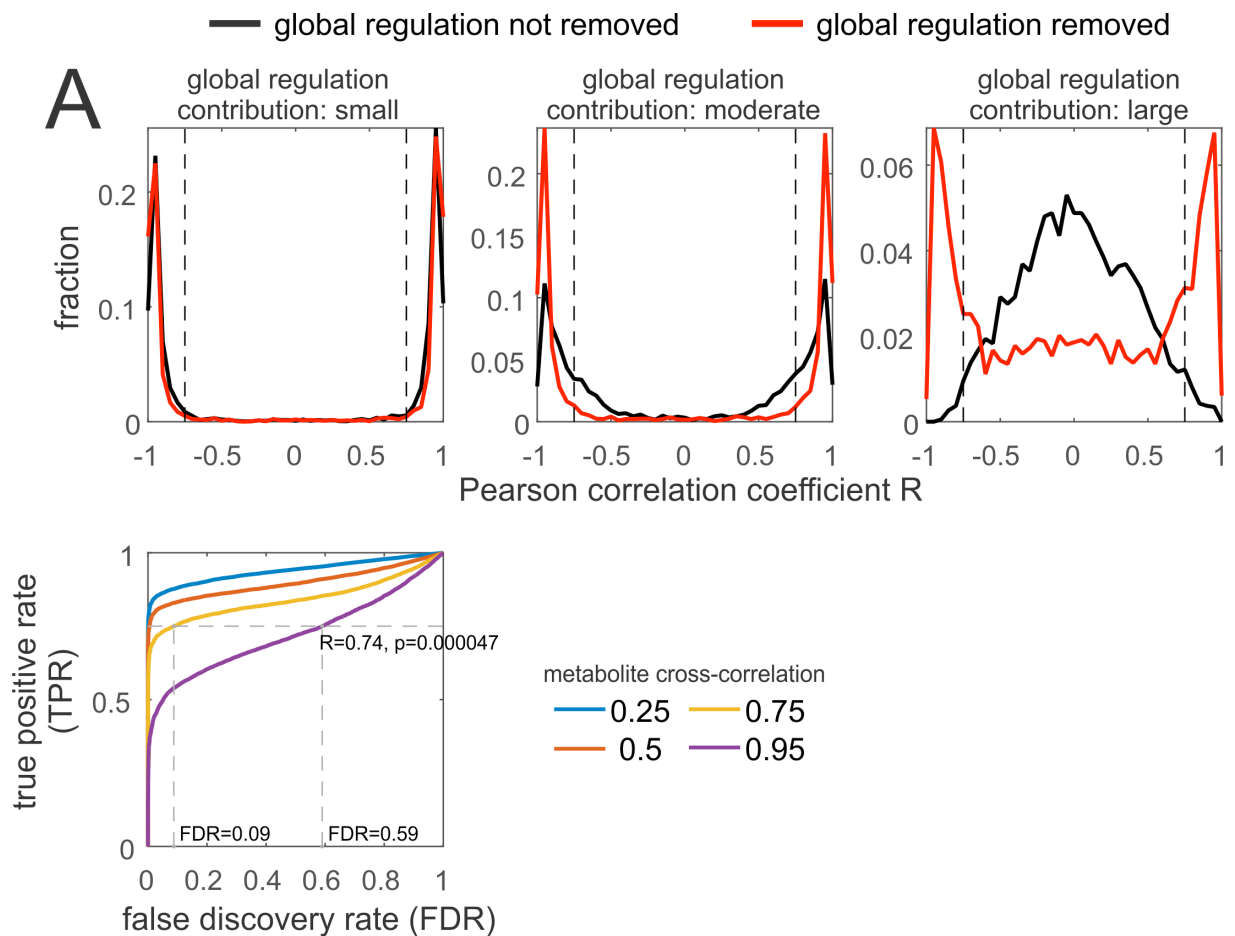 global regulation not removed
global regulation removed
A
global regulation
contribution: small
global regulation
contribution: moderate
global regulation
contribution: large
fraction
0.2
0.1
0
-1 -0.5 0 0.5 1
0.2
0.15
0.1
0.05
0
-1 -0.5 0 0.5 1
0.06
0.04
0.02
0
-1 -0.5 0 0.5 1
Pearson correlation coefficient R
true positive rate
(TPR)
1
0.5
0
R=0.74, p=0.000047
FDR=0.09
FDR=0.59
0 0.2 0.4 0.6 0.8 1
false discovery rate (FDR)
metabolite cross-correlation
0.25
0.75
0.5
0.95